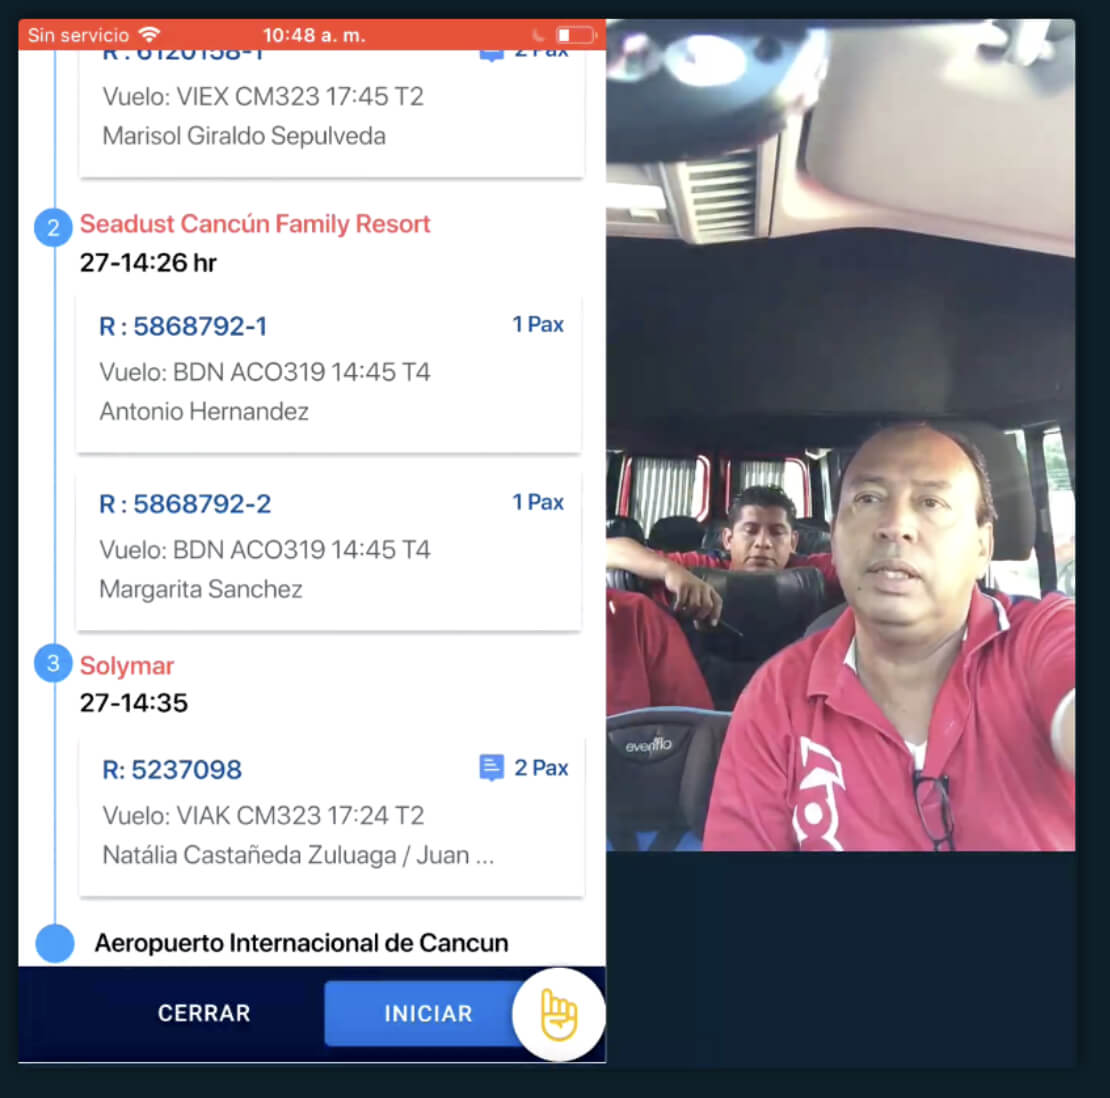 Sin servicio 10:48 a. m.
R : 6120158-1 2 Pax
Vuelo: VIEX CM323 17:45 T2
Marisol Giraldo Sepulveda
2 Seadust Cancún Family Resort
27-14:26 hr
R : 5868792-1 1 Pax
Vuelo: BDN ACO319 14:45 T4
Antonio Hernandez
R : 5868792-2 1 Pax
Vuelo: BDN ACO319 14:45 T4
Margarita Sanchez
3 Solymar
27-14:35
R: 5237098 2 Pax
Vuelo: VIAK CM323 17:24 T2
Natália Castañeda Zuluaga / Juan ...
Aeropuerto Internacional de Cancun
CERRAR INICIAR
evenflo